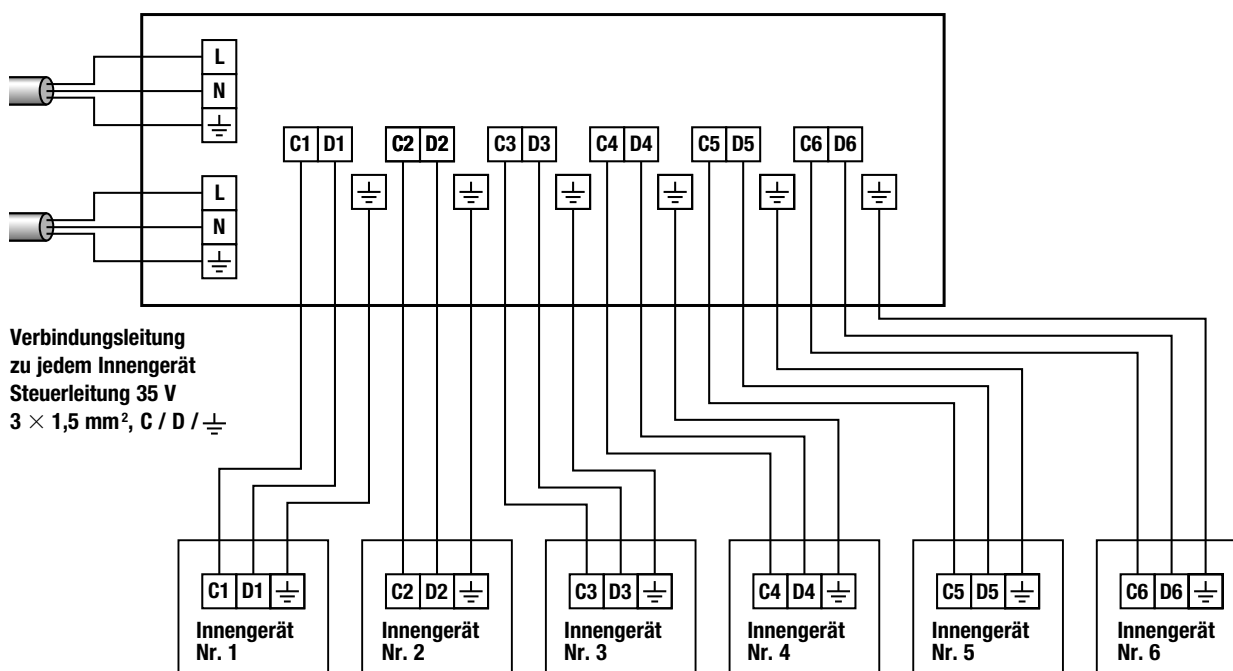 L
N
⏚
C1 D1 C2 D2 C3 D3 C4 D4 C5 D5 C6 D6
⏚ ⏚ ⏚ ⏚ ⏚ ⏚
L
N
⏚
Verbindungsleitung
zu jedem Innengerät
Steuerleitung 35 V
3 × 1,5 mm², C / D / ⏚
C1 D1 ⏚
Innengerät
Nr. 1
C2 D2 ⏚
Innengerät
Nr. 2
C3 D3 ⏚
Innengerät
Nr. 3
C4 D4 ⏚
Innengerät
Nr. 4
C5 D5 ⏚
Innengerät
Nr. 5
C6 D6 ⏚
Innengerät
Nr. 6